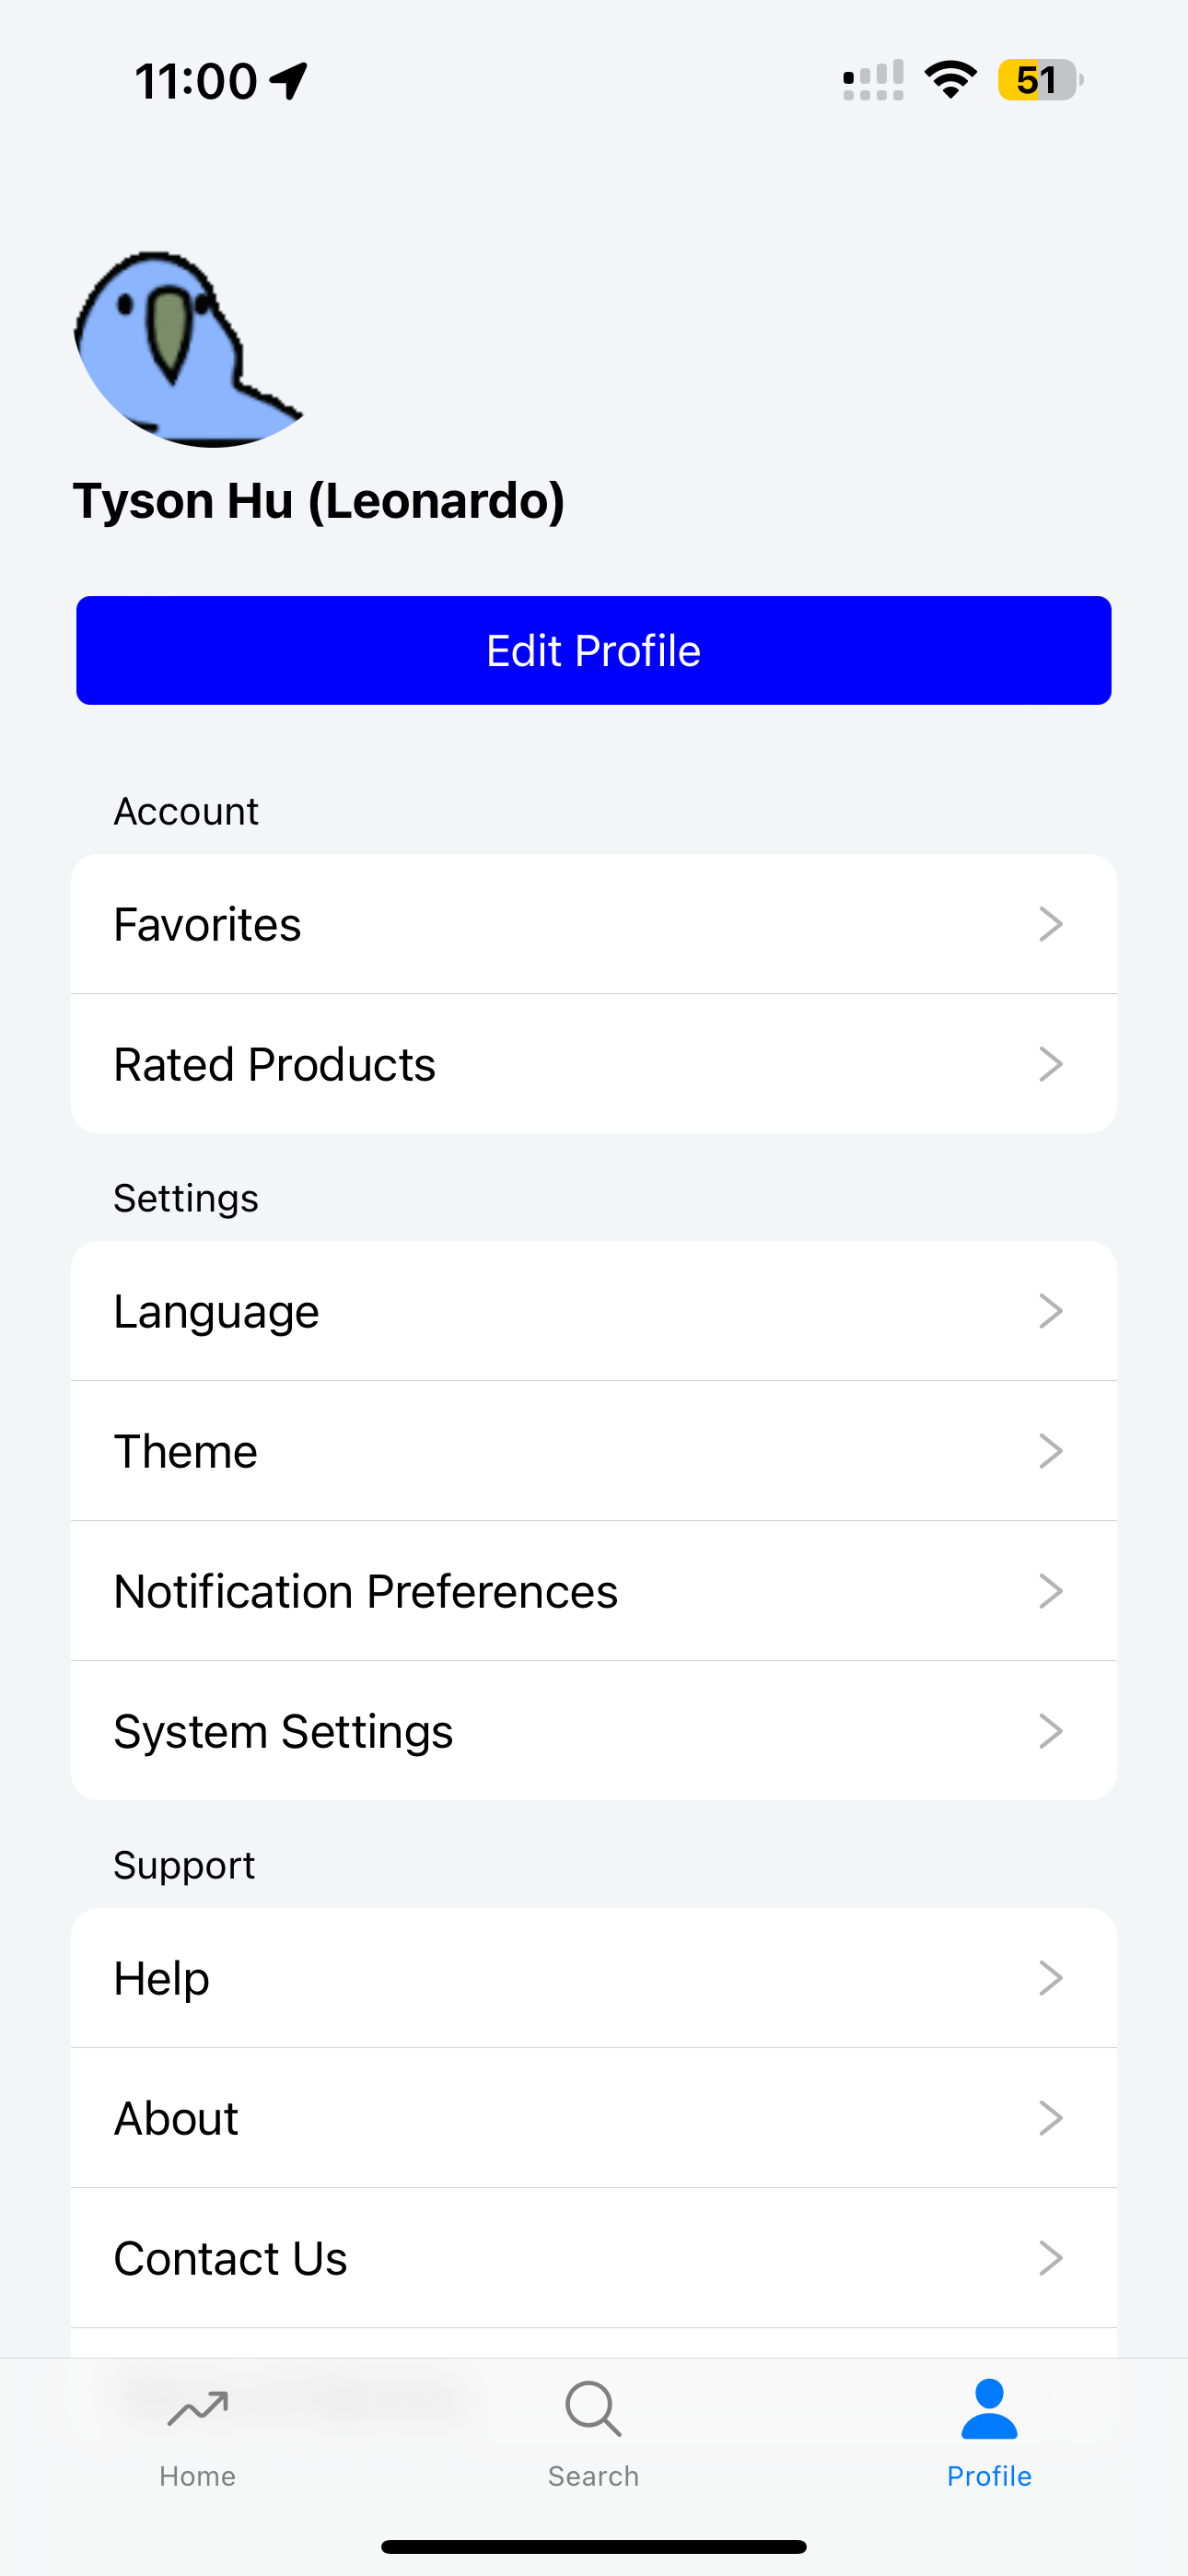 11:00
51
Tyson Hu (Leonardo)
Edit Profile
Account
Favorites
Rated Products
Settings
Language
Theme
Notification Preferences
System Settings
Support
Help
About
Contact Us
Home
Search
Profile